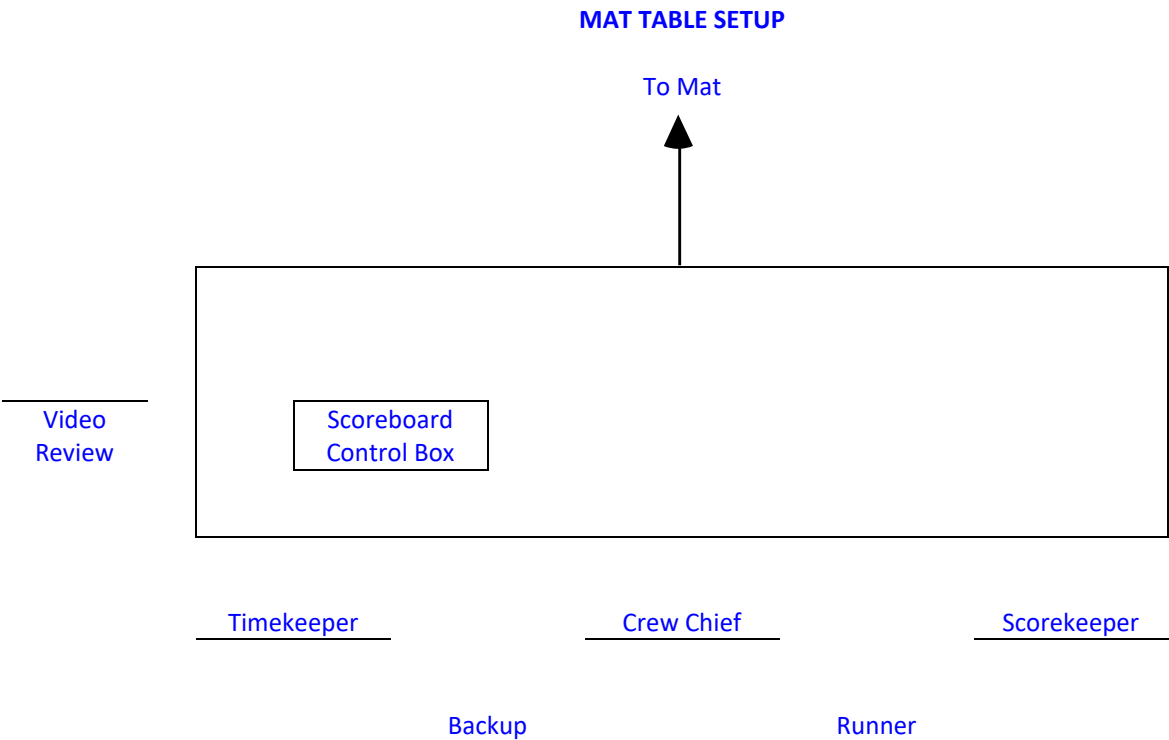 MAT TABLE SETUP
To Mat
Video
Review
Scoreboard
Control Box
Timekeeper
Crew Chief
Scorekeeper
Backup
Runner